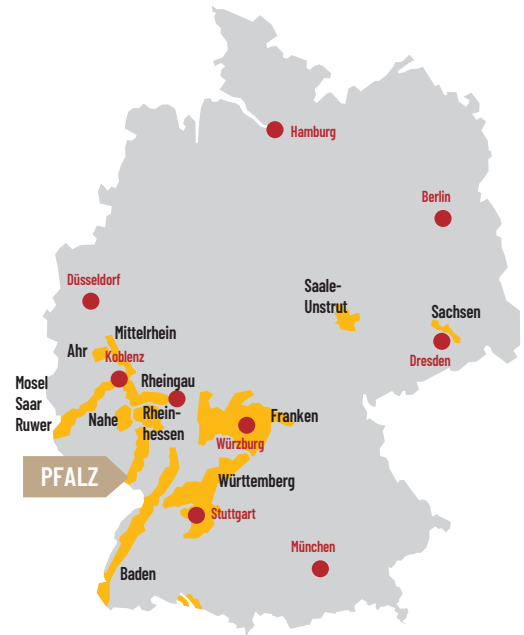 Hamburg
Berlin
Düsseldorf
Saale-
Unstrut
Sachsen
Mittelrhein
Ahr
Koblenz
Dresden
Mosel
Saar
Ruwer
Rheingau
Nahe
Rhein-
hessen
Franken
Würzburg
PFALZ
Württemberg
Stuttgart
München
Baden